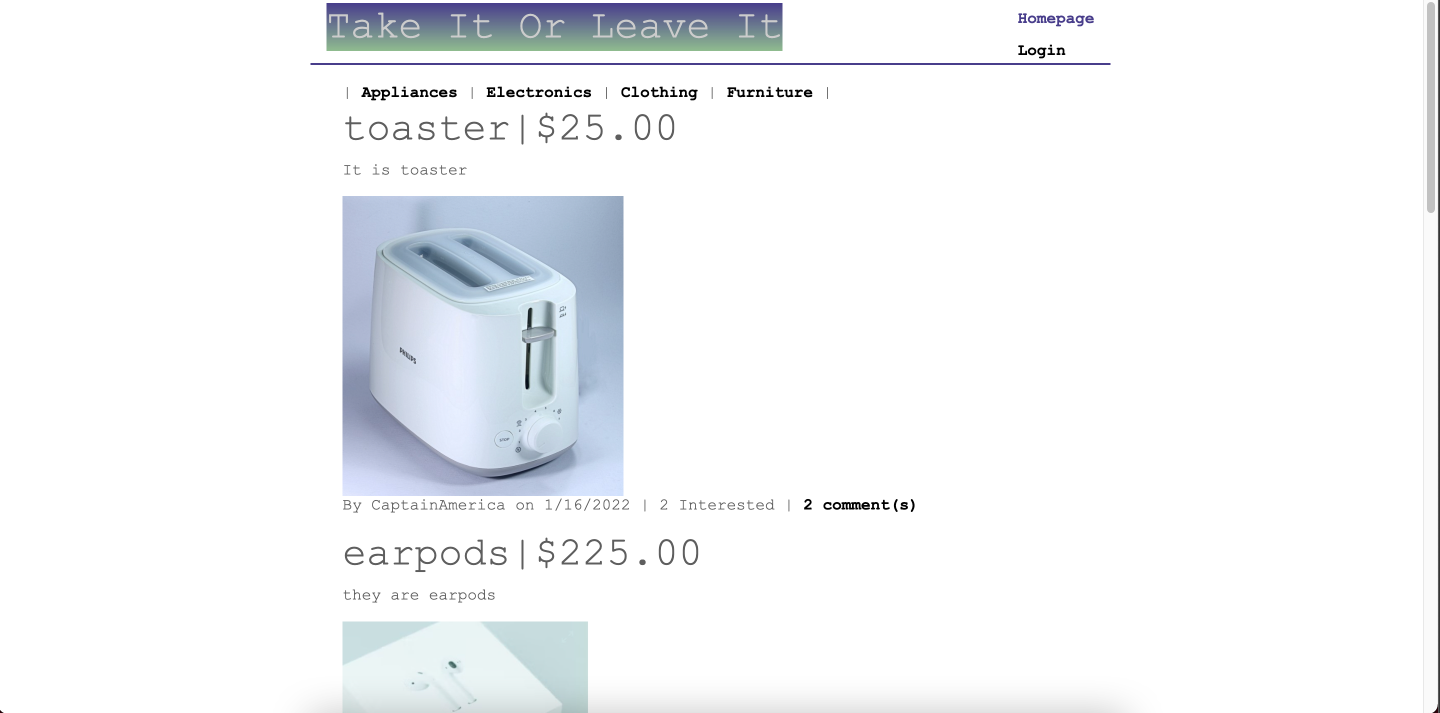 Take It Or Leave It
Homepage
Login
| Appliances | Electronics | Clothing | Furniture |
toaster|$25.00
It is toaster
PHILIPS
STOP
By CaptainAmerica on 1/16/2022 | 2 Interested | 2 comment(s)
earpods|$225.00
they are earpods